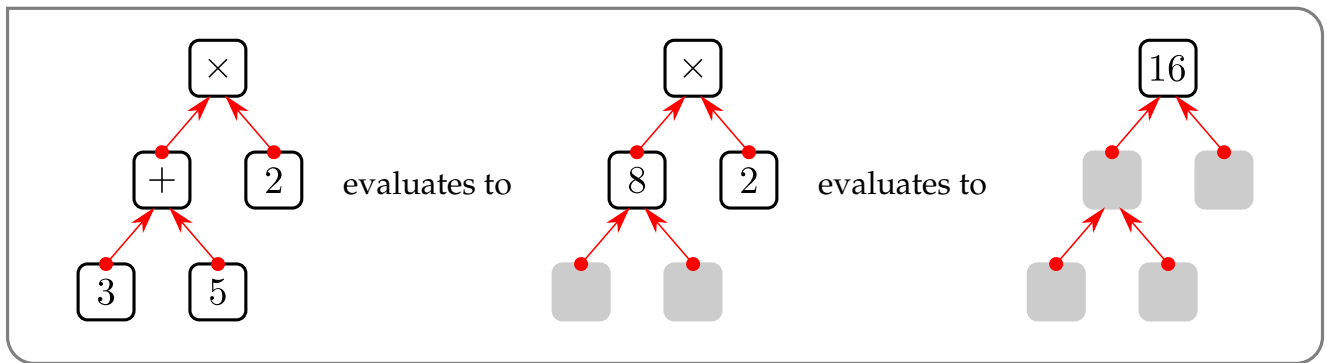 × × 16
+ 2 evaluates to 8 2 evaluates to
3 5